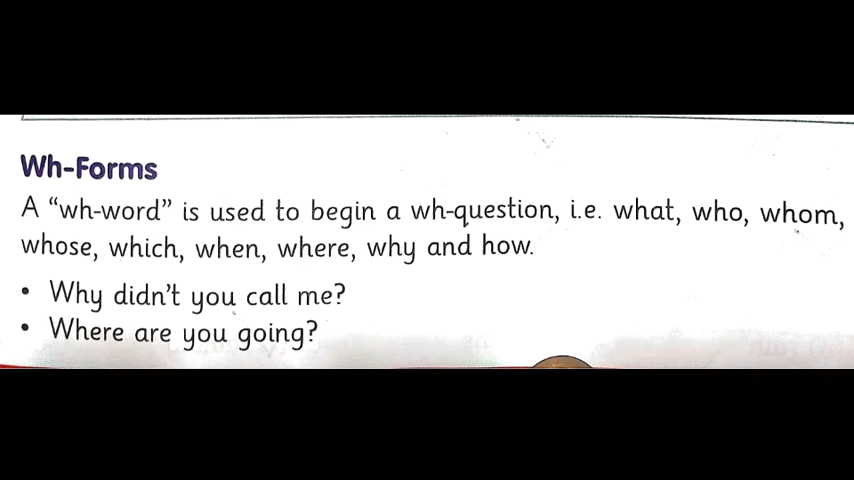 Wh-Forms
A “wh-word” is used to begin a wh-question, i.e. what, who, whom,
whose, which, when, where, why and how.
• Why didn’t you call me?
• Where are you going?